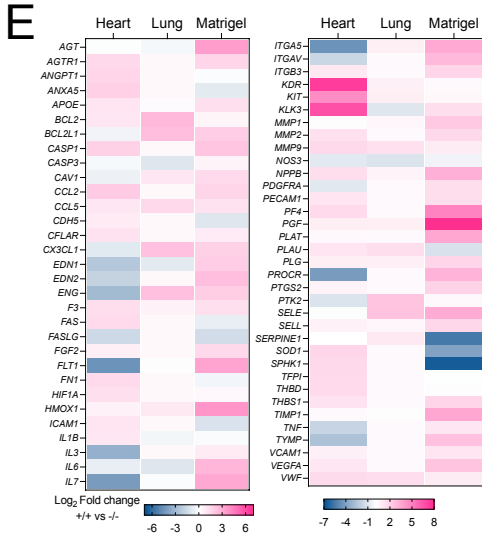 E
Heart Lung Matrigel
AGT
AGTR1
ANGPT1
ANXA5
APOE
BCL2
BCL2L1
CASP1
CASP3
CAV1
CCL2
CCL5
CDH5
CFLAR
CX3CL1
EDN1
EDN2
ENG
F3
FAS
FASLG
FGF2
FLT1
FN1
HIF1A
HMOX1
ICAM1
IL1B
IL3
IL6
IL7
Log2 Fold change
+/+ vs -/-
-6 -3 0 3 6
Heart Lung Matrigel
ITGA5
ITGAV
ITGB3
KDR
KIT
KLK3
MMP1
MMP2
MMP9
NOS3
NPPB
PDGFRA
PECAM1
PF4
PGF
PLAT
PLAU
PLG
PROCR
PTGS2
PTK2
SELE
SELL
SERPINE1
SOD1
SPHK1
TFPI
THBD
THBS1
TIMP1
TNF
TYMP
VCAM1
VEGFA
VWF
-7 -4 -1 2 5 8